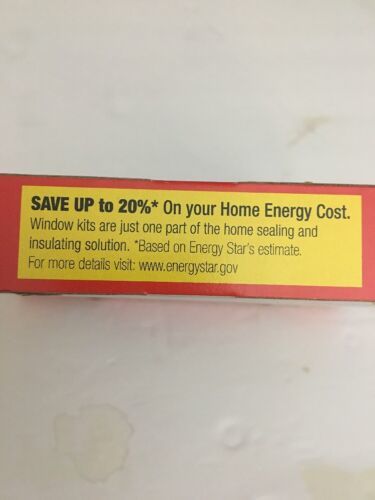 SAVE UP to 20%* On your Home Energy Cost.
Window kits are just one part of the home sealing and
insulating solution. *Based on Energy Star's estimate.
For more details visit: www.energystar.gov